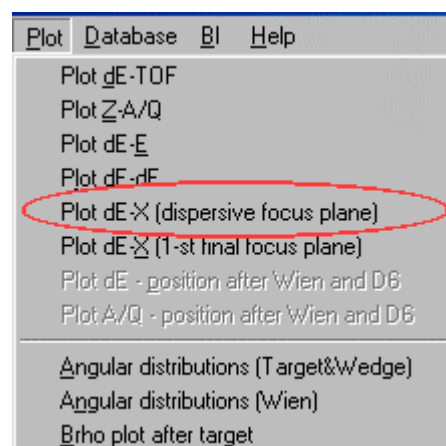 Plot Database BI Help
Plot dE-TOF
Plot Z-A/Q
Plot dE-E
Plot dE-dE
Plot dE-X (dispersive focus plane)
Plot dE-X (1-st final focus plane)
Plot dE - position after Wien and D6
Plot A/Q - position after Wien and D6
Angular distributions (Target&Wedge)
Angular distributions (Wien)
Brho plot after target